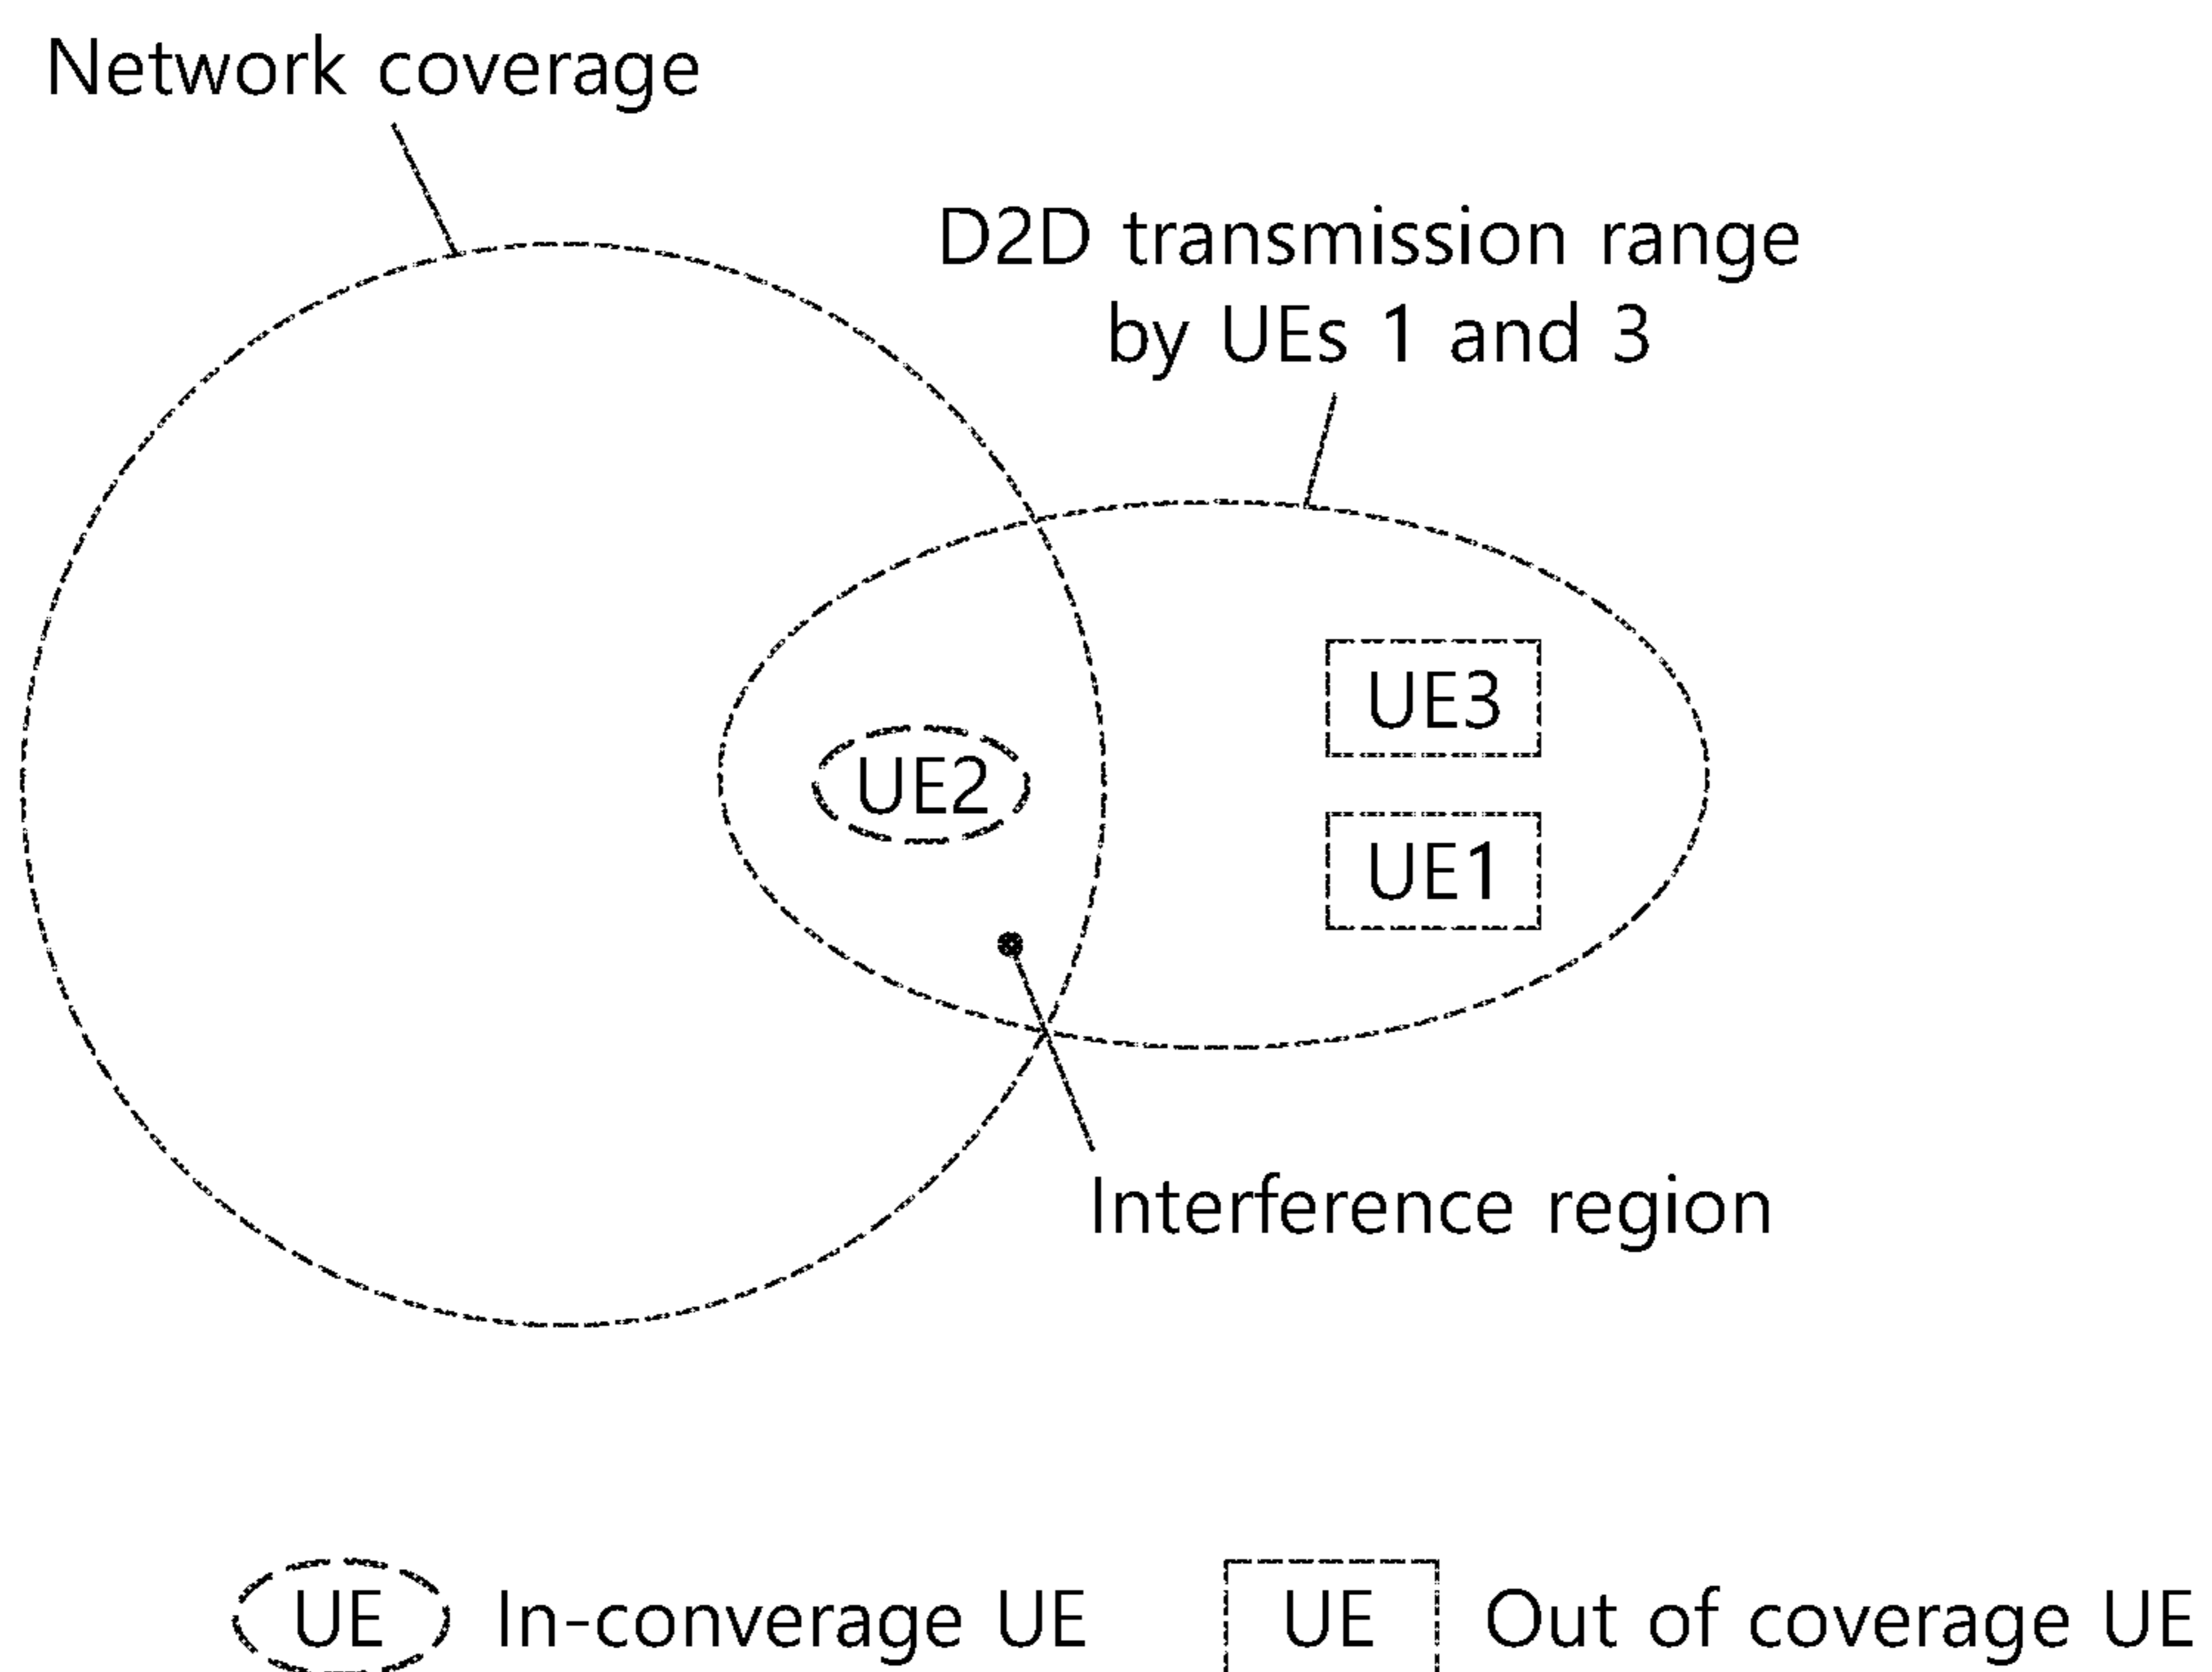 Network coverage
D2D transmission range
by UEs 1 and 3
UE3
UE2
UE1
Interference region
UE In-converage UE UE Out of coverage UE